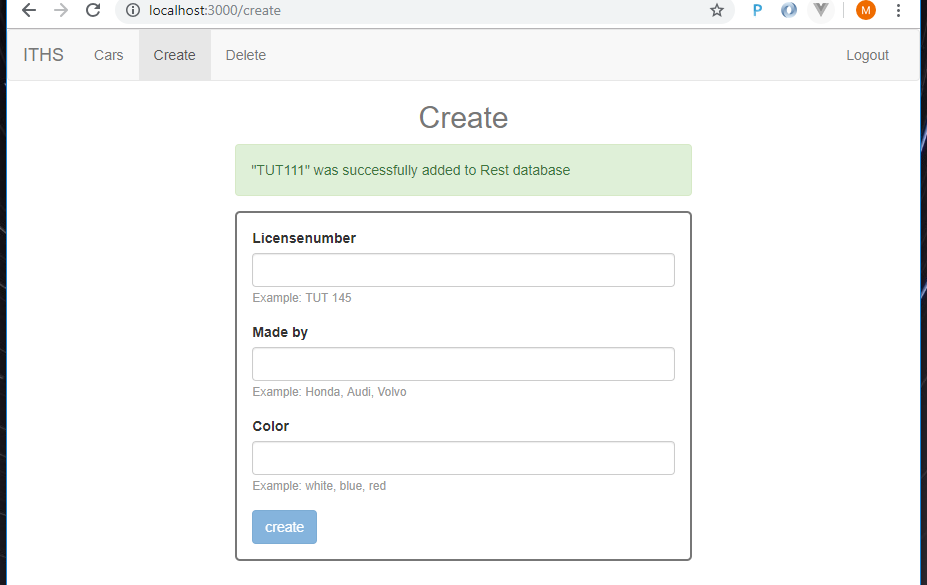 localhost:3000/create
P
M
ITHS Cars Create Delete Logout
Create
"TUT111" was successfully added to Rest database
Licensenumber
Example: TUT 145
Made by
Example: Honda, Audi, Volvo
Color
Example: white, blue, red
create